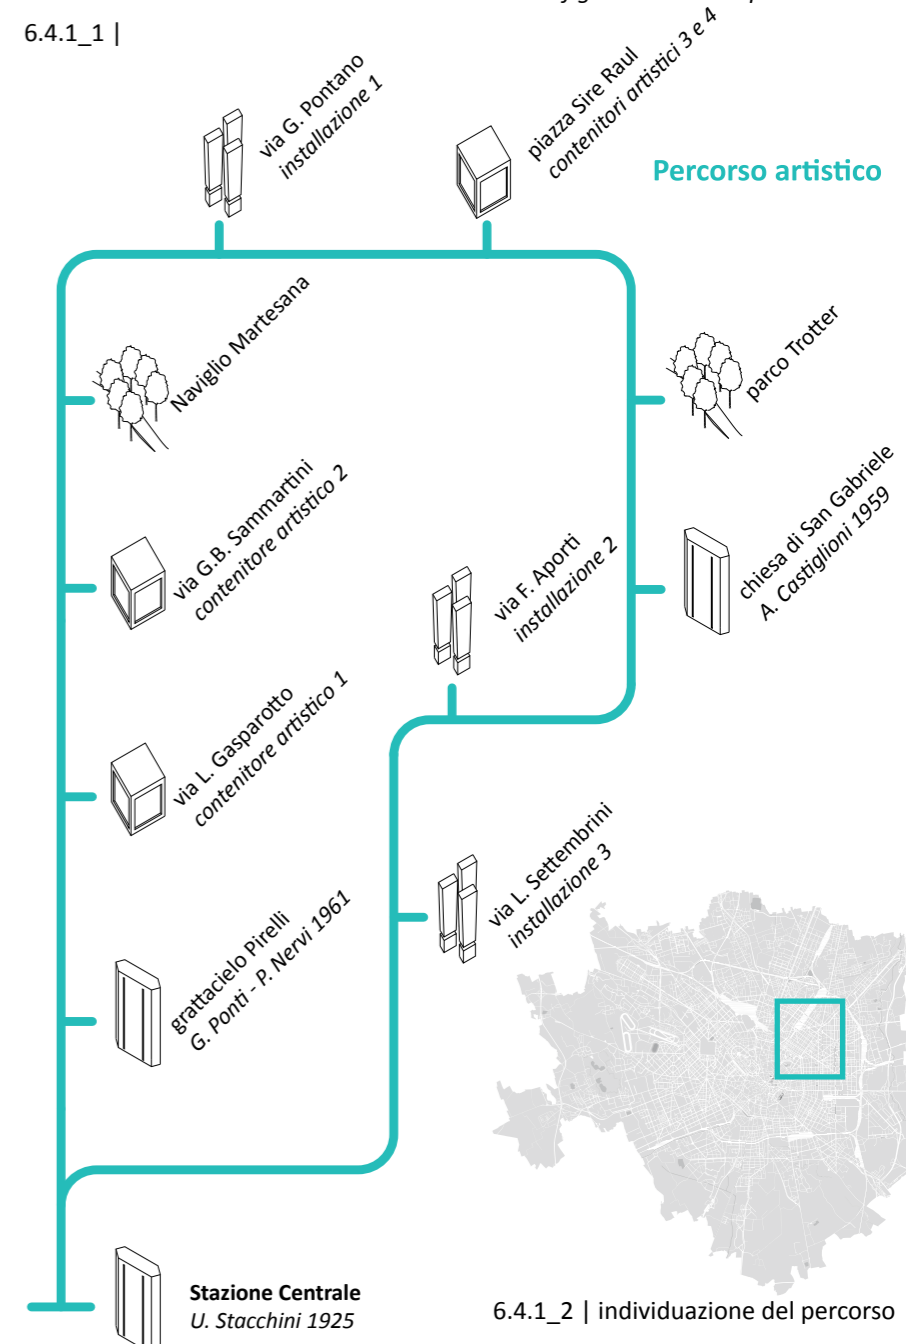 6.4.1_1 |
via G. Pontano
installazione 1
piazza Sire Raul
contenitori artistici 3 e 4
Percorso artistico
Naviglio Martesana
parco Trotter
via G.B. Sammartini
contenitore artistico 2
via F. Aporti
installazione 2
chiesa di San Gabriele
A. Castiglioni 1959
via L. Gasparotto
contenitore artistico 1
via L. Settembrini
installazione 3
grattacielo Pirelli
G. Ponti - P. Nervi 1961
Stazione Centrale
U. Stacchini 1925
6.4.1_2 | individuazione del percorso